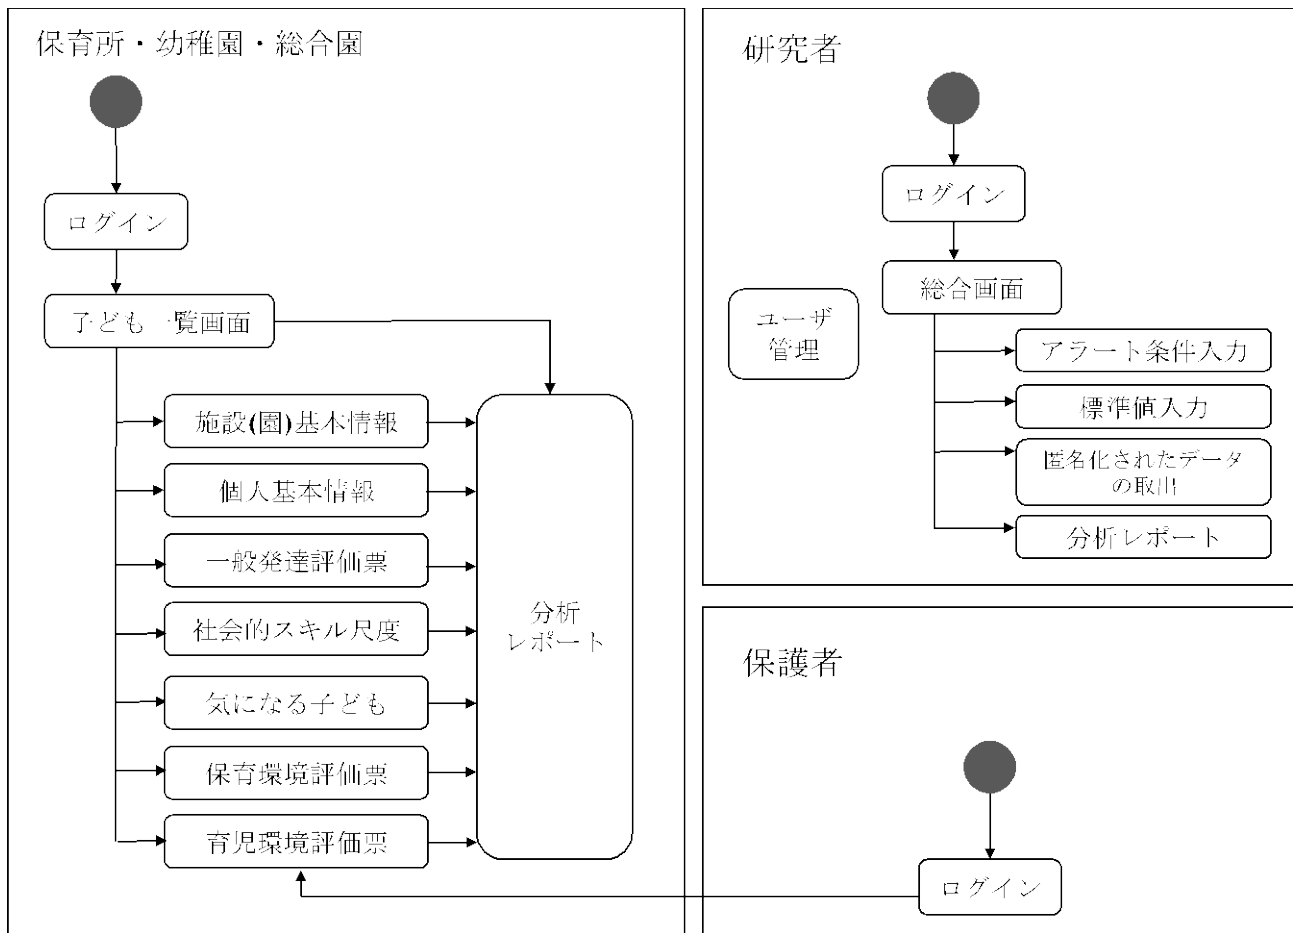 保育所・幼稚園・総合園
ログイン
子ども一覧画面
施設(園)基本情報
個人基本情報
一般発達評価票
社会的スキル尺度
気になる子ども
保育環境評価票
育児環境評価票
分析
レポート
研究者
ログイン
総合画面
ユーザ
管理
アラート条件入力
標準値入力
匿名化されたデータ
の取出
分析レポート
保護者
ログイン